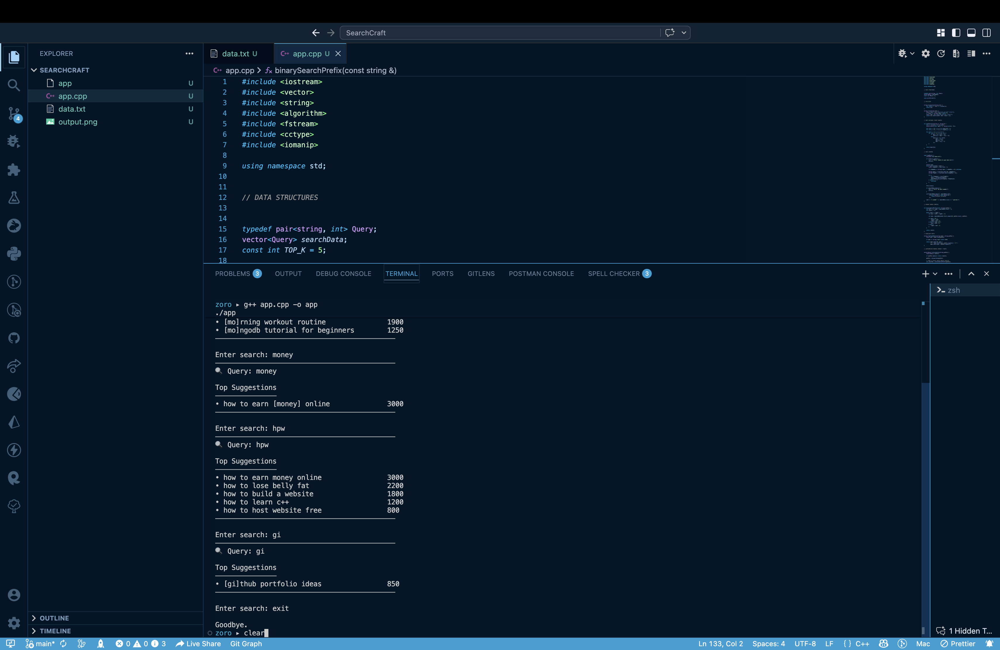 SearchCraft
EXPLORER
SEARCHCRAFT
app U
app.cpp U
data.txt U
output.png U
4
OUTLINE
TIMELINE
data.txt U
app.cpp U
app.cpp > binarySearchPrefix(const string &)
1 #include <iostream>
2 #include <vector>
3 #include <string>
4 #include <algorithm>
5 #include <fstream>
6 #include <cctype>
7 #include <iomanip>
8
9 using namespace std;
10
11
12 // DATA STRUCTURES
13
14
15 typedef pair<string, int> Query;
16 vector<Query> searchData;
17 const int TOP_K = 5;
18
PROBLEMS 3 OUTPUT DEBUG CONSOLE TERMINAL PORTS GITLENS POSTMAN CONSOLE SPELL CHECKER 3
zsh
zoro ▸ g++ app.cpp -o app
./app
• [mo]rning workout routine 1900
• [mo]ngodb tutorial for beginners 1250
Enter search: money
🔍 Query: money
Top Suggestions
• how to earn [money] online 3000
Enter search: hpw
🔍 Query: hpw
Top Suggestions
• how to earn money online 3000
• how to lose belly fat 2200
• how to build a website 1800
• how to learn c++ 1200
• how to host website free 800
Enter search: gi
🔍 Query: gi
Top Suggestions
• [gi]thub portfolio ideas 850
Enter search: exit
Goodbye.
zoro ▸ clear
1 Hidden T...
main* 0 0 3 Live Share Git Graph Ln 133, Col 2 Spaces: 4 UTF-8 LF { } C++ Mac Prettier